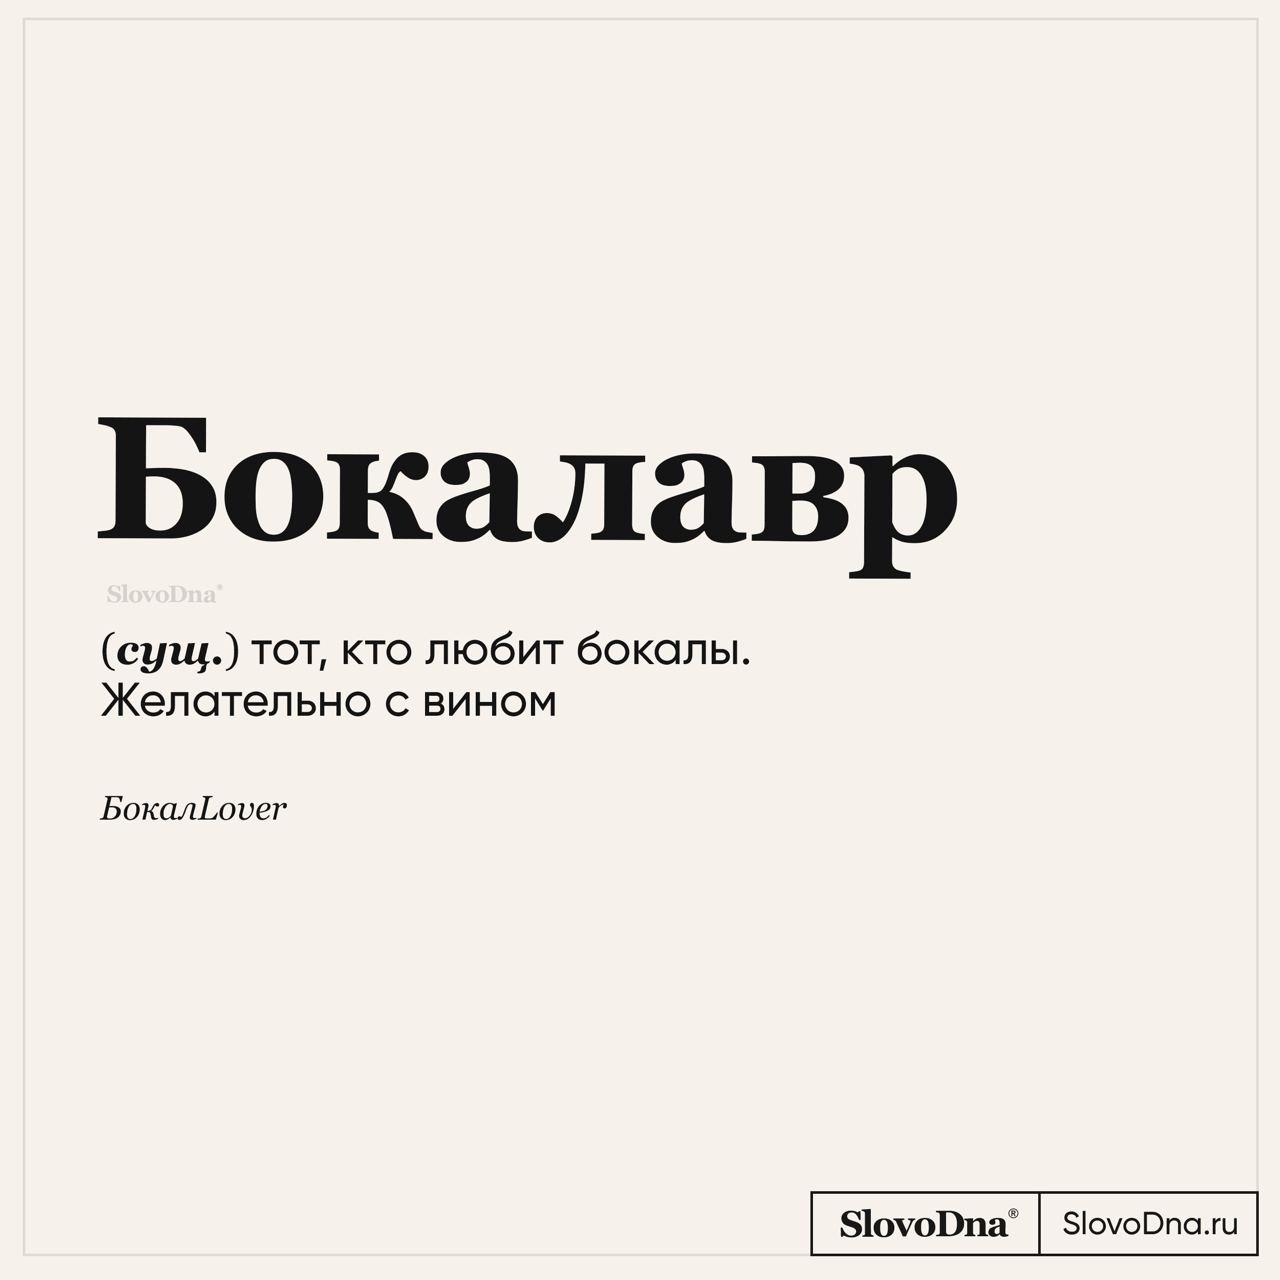 Бокалавр
SlovoDna®
(сущ.) тот, кто любит бокалы.
Желательно с вином
БокалLover
SlovoDna® SlovoDna.ru